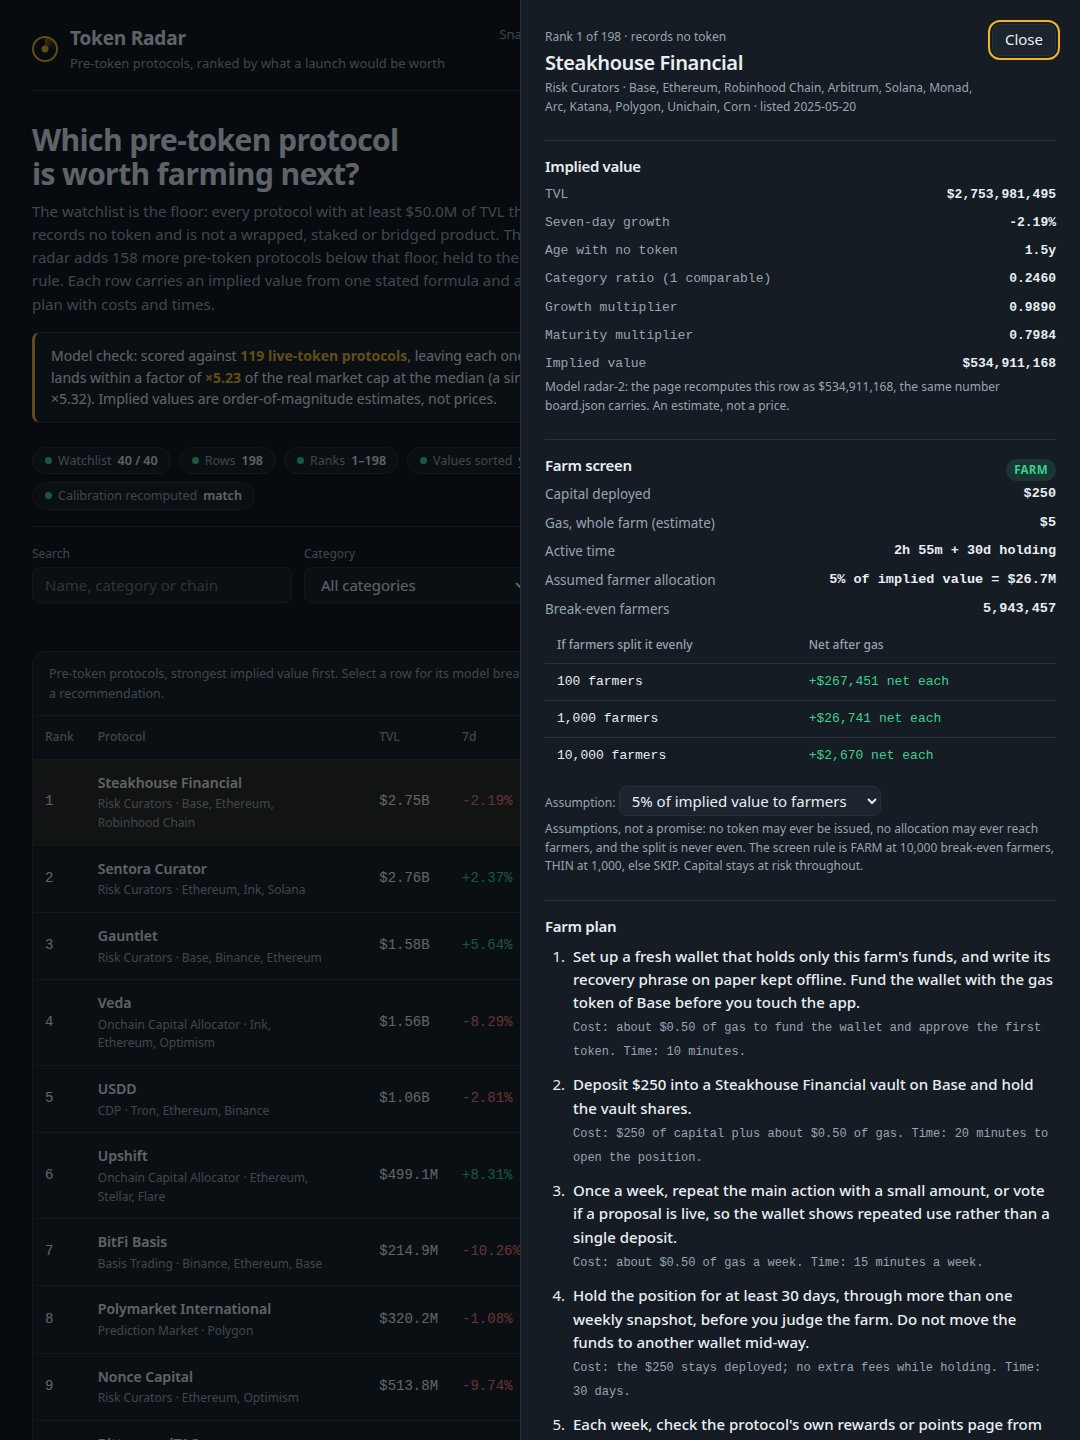 Token Radar
Pre-token protocols, ranked by what a launch would be worth
Which pre-token protocol
is worth farming next?
The watchlist is the floor: every protocol with at least $50.0M of TVL
records no token and is not a wrapped, staked or bridged product.
radar adds 158 more pre-token protocols below that floor, held to the
rule. Each row carries an implied value from one stated formula and
plan with costs and times.
Model check: scored against 119 live-token protocols, leaving each
lands within a factor of ×5.23 of the real market cap at the median (a
×5.32). Implied values are order-of-magnitude estimates, not prices.
Watchlist 40 / 40
Rows 198
Ranks 1–198
Values sorted
Calibration recomputed match
Search
Category
Name, category or chain
All categories
Pre-token protocols, strongest implied value first. Select a row for its model
a recommendation.
Rank Protocol TVL 7d
1 Steakhouse Financial $2.75B -2.19%
Risk Curators · Base, Ethereum,
Robinhood Chain
2 Sentora Curator $2.76B +2.37%
Risk Curators · Ethereum, Ink, Solana
3 Gauntlet $1.58B +5.64%
Risk Curators · Base, Binance, Ethereum
4 Veda $1.56B -8.29%
Onchain Capital Allocator · Ink,
Ethereum, Optimism
5 USDD $1.06B -2.81%
CDP · Tron, Ethereum, Binance
6 Upshift $499.1M +8.31%
Onchain Capital Allocator · Ethereum,
Stellar, Flare
7 BitFi Basis $214.9M -10.26%
Basis Trading · Binance, Ethereum, Base
8 Polymarket International $320.2M -1.08%
Prediction Market · Polygon
9 Nonce Capital $513.8M -9.74%
Risk Curators · Ethereum, Optimism
Rank 1 of 198 · records no token
Close
Steakhouse Financial
Risk Curators · Base, Ethereum, Robinhood Chain, Arbitrum, Solana, Monad,
Arc, Katana, Polygon, Unichain, Corn · listed 2025-05-20
Implied value
TVL $2,753,981,495
Seven-day growth -2.19%
Age with no token 1.5y
Category ratio (1 comparable) 0.2460
Growth multiplier 0.9890
Maturity multiplier 0.7984
Implied value $534,911,168
Model radar-2: the page recomputes this row as $534,911,168, the same number
board.json carries. An estimate, not a price.
Farm screen FARM
Capital deployed $250
Gas, whole farm (estimate) $5
Active time 2h 55m + 30d holding
Assumed farmer allocation 5% of implied value = $26.7M
Break-even farmers 5,943,457
If farmers split it evenly Net after gas
100 farmers +$267,451 net each
1,000 farmers +$26,741 net each
10,000 farmers +$2,670 net each
Assumption: 5% of implied value to farmers
Assumptions, not a promise: no token may ever be issued, no allocation may ever reach
farmers, and the split is never even. The screen rule is FARM at 10,000 break-even farmers,
THIN at 1,000, else SKIP. Capital stays at risk throughout.
Farm plan
1. Set up a fresh wallet that holds only this farm's funds, and write its
recovery phrase on paper kept offline. Fund the wallet with the gas
token of Base before you touch the app.
Cost: about $0.50 of gas to fund the wallet and approve the first
token. Time: 10 minutes.
2. Deposit $250 into a Steakhouse Financial vault on Base and hold
the vault shares.
Cost: $250 of capital plus about $0.50 of gas. Time: 20 minutes to
open the position.
3. Once a week, repeat the main action with a small amount, or vote
if a proposal is live, so the wallet shows repeated use rather than a
single deposit.
Cost: about $0.50 of gas a week. Time: 15 minutes a week.
4. Hold the position for at least 30 days, through more than one
weekly snapshot, before you judge the farm. Do not move the
funds to another wallet mid-way.
Cost: the $250 stays deployed; no extra fees while holding. Time:
30 days.
5. Each week, check the protocol's own rewards or points page from